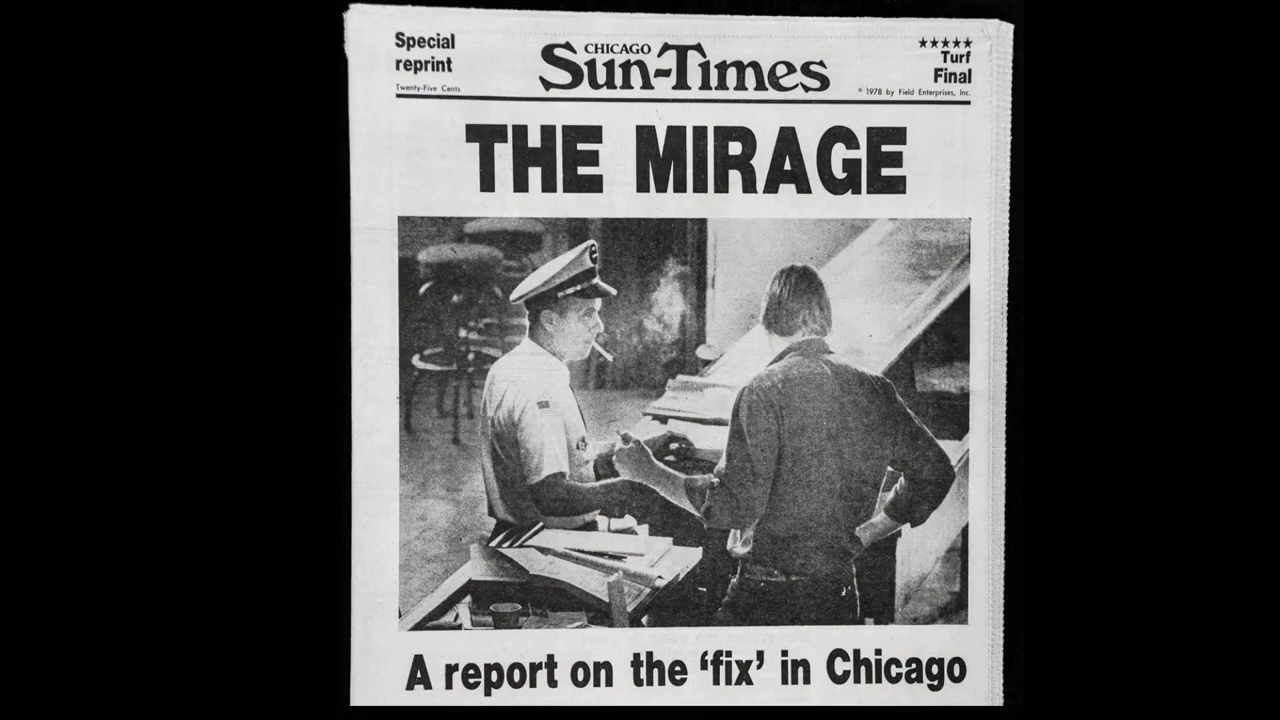 Special
reprint
Twenty-Five Cents
CHICAGO
Sun-Times
★★★★★
Turf
Final
© 1978 by Field Enterprises, Inc.
THE MIRAGE
A report on the ‘fix’ in Chicago